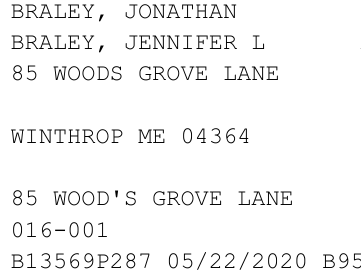 BRALEY, JONATHAN
BRALEY, JENNIFER L
85 WOODS GROVE LANE
WINTHROP ME 04364
85 WOOD'S GROVE LANE
016-001
B13569P287 05/22/2020 B95